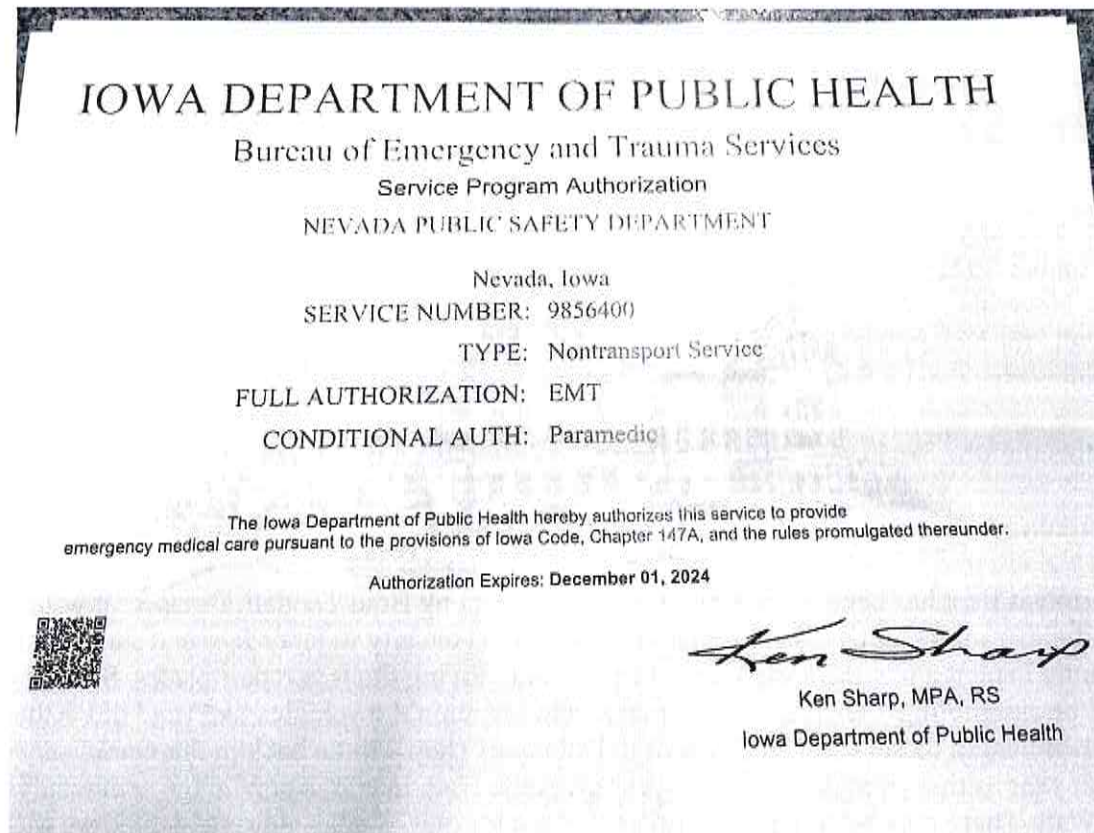 IOWA DEPARTMENT OF PUBLIC HEALTH
Bureau of Emergency and Trauma Services
Service Program Authorization
NEVADA PUBLIC SAFETY DEPARTMENT
Nevada, Iowa
SERVICE NUMBER: 9856400
TYPE: Nontransport Service
FULL AUTHORIZATION: EMT
CONDITIONAL AUTH: Paramedic
The Iowa Department of Public Health hereby authorizes this service to provide
emergency medical care pursuant to the provisions of Iowa Code, Chapter 147A, and the rules promulgated thereunder.
Authorization Expires: December 01, 2024
Ken Sharp
Ken Sharp, MPA, RS
Iowa Department of Public Health